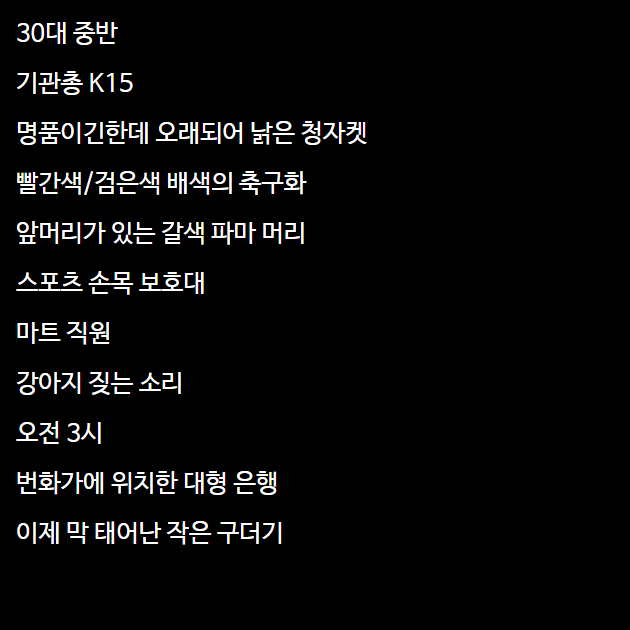 30대 중반
기관총 K15
명품이긴한데 오래되어 낡은 청자켓
빨간색/검은색 배색의 축구화
앞머리가 있는 갈색 파마 머리
스포츠 손목 보호대
마트 직원
강아지 짖는 소리
오전 3시
번화가에 위치한 대형 은행
이제 막 태어난 작은 구더기